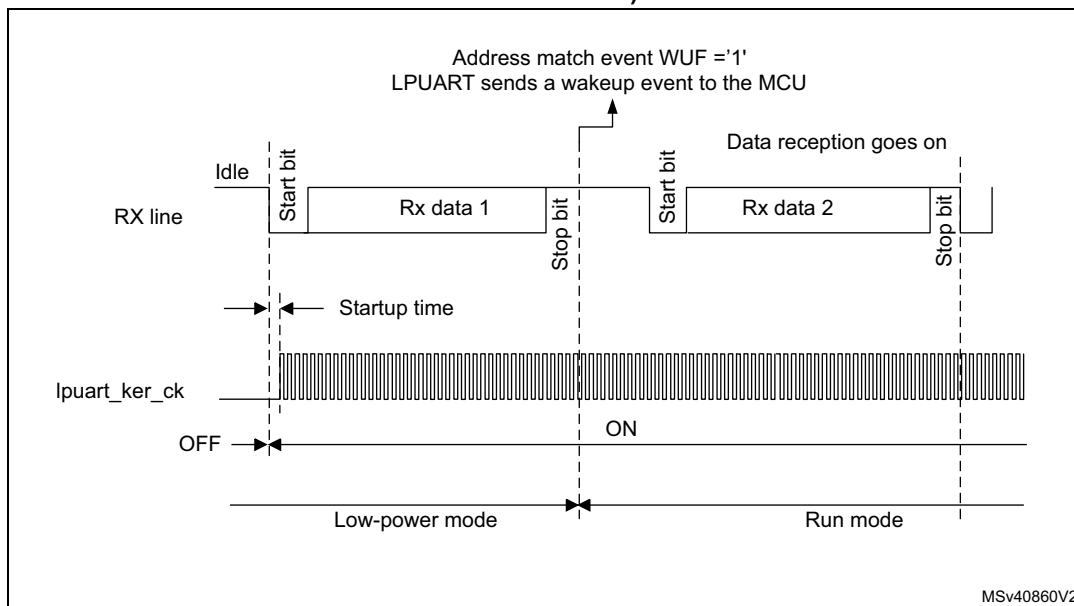 Address match event WUF ='1'
LPUART sends a wakeup event to the MCU
Data reception goes on
Idle
RX line
Start bit
Rx data 1
Stop bit
Start bit
Rx data 2
Stop bit
Startup time
lpuart_ker_ck
OFF
ON
Low-power mode
Run mode
MSv40860V2